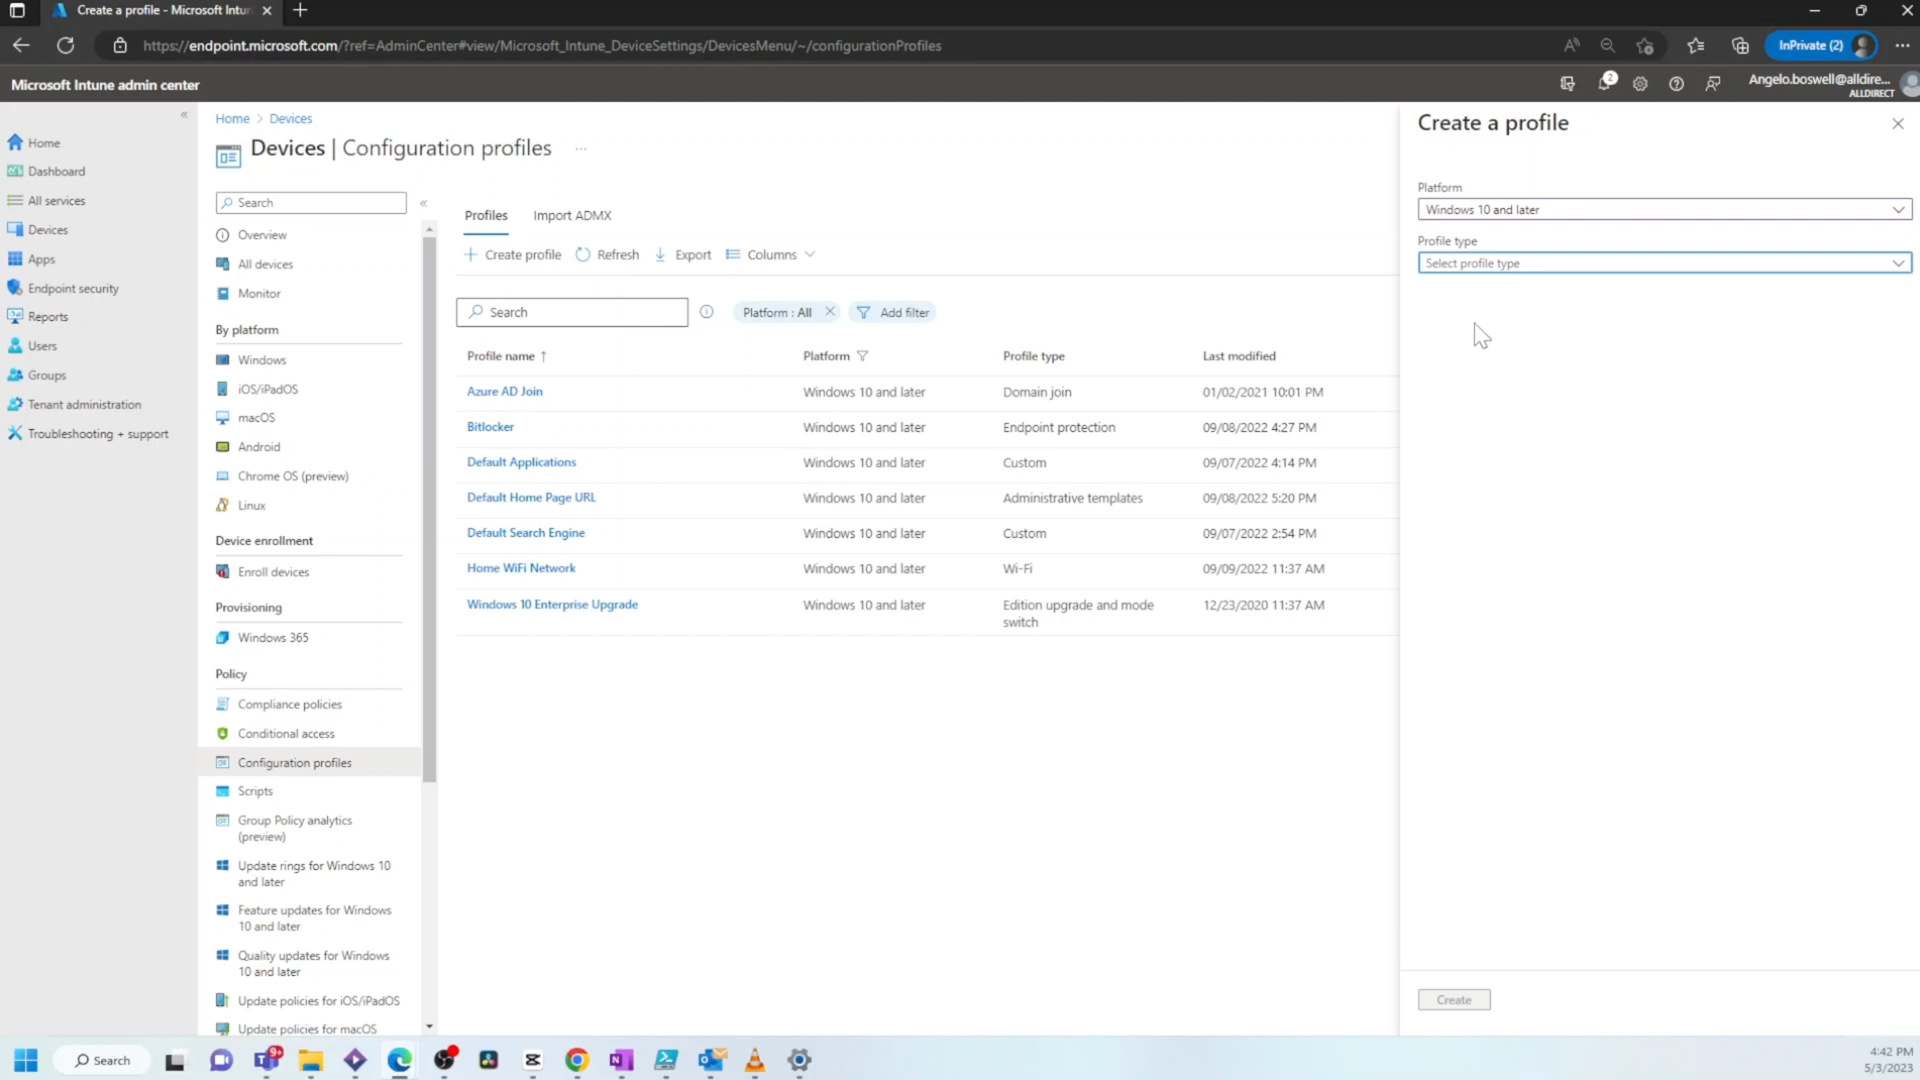 Create a profile - Microsoft Intun
https://endpoint.microsoft.com/?ref=AdminCenter#view/Microsoft_Intune_DeviceSettings/DevicesMenu/~/configurationProfiles
InPrivate (2)
Microsoft Intune admin center
2
Angelo.boswell@alldire...
ALLDIRECT
Home
Dashboard
All services
Devices
Apps
Endpoint security
Reports
Users
Groups
Tenant administration
Troubleshooting + support
Home > Devices
Devices | Configuration profiles
Search
Overview
All devices
Monitor
By platform
Windows
iOS/iPadOS
macOS
Android
Chrome OS (preview)
Linux
Device enrollment
Enroll devices
Provisioning
Windows 365
Policy
Compliance policies
Conditional access
Configuration profiles
Scripts
Group Policy analytics
(preview)
Update rings for Windows 10
and later
Feature updates for Windows
10 and later
Quality updates for Windows
10 and later
Update policies for iOS/iPadOS
Update policies for macOS
Profiles Import ADMX
Create profile Refresh Export Columns
Search Platform : All Add filter
Profile name ↑ Platform Profile type Last modified
Azure AD Join Windows 10 and later Domain join 01/02/2021 10:01 PM
Bitlocker Windows 10 and later Endpoint protection 09/08/2022 4:27 PM
Default Applications Windows 10 and later Custom 09/07/2022 4:14 PM
Default Home Page URL Windows 10 and later Administrative templates 09/08/2022 5:20 PM
Default Search Engine Windows 10 and later Custom 09/07/2022 2:54 PM
Home WiFi Network Windows 10 and later Wi-Fi 09/09/2022 11:37 AM
Windows 10 Enterprise Upgrade Windows 10 and later Edition upgrade and mode 12/23/2020 11:37 AM
switch
Create a profile
Platform
Windows 10 and later
Profile type
Select profile type
Create
Search
9+
4:42 PM
5/3/2023